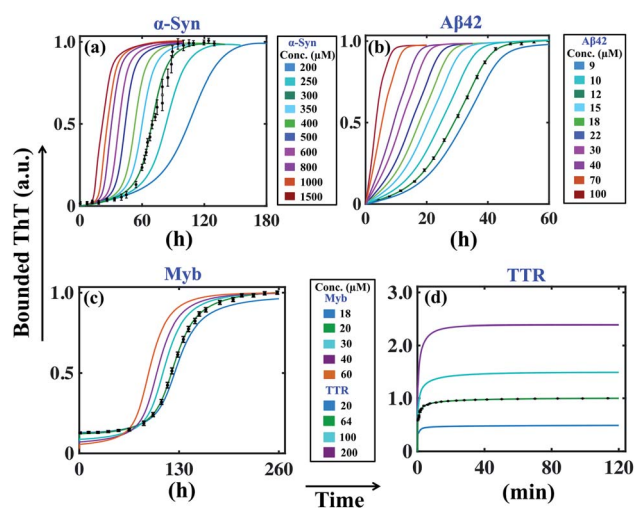 α-Syn
Aβ42
(a)
1.0
0.5
0
0 60 120 180
(h)
α-Syn
Conc. (μM)
200
250
300
350
400
500
600
800
1000
1500
(b)
1.0
0.5
0
0 20 40 60
(h)
Aβ42
Conc. (μM)
9
10
12
15
18
22
30
40
70
100
Bounded ThT (a.u.)
Myb
TTR
(c)
1.0
0.5
0
0 130 260
(h)
Conc. (μM)
Myb
18
20
30
40
60
TTR
20
64
100
200
(d)
3.0
2.0
1.0
0
0 40 80 120
(min)
Time